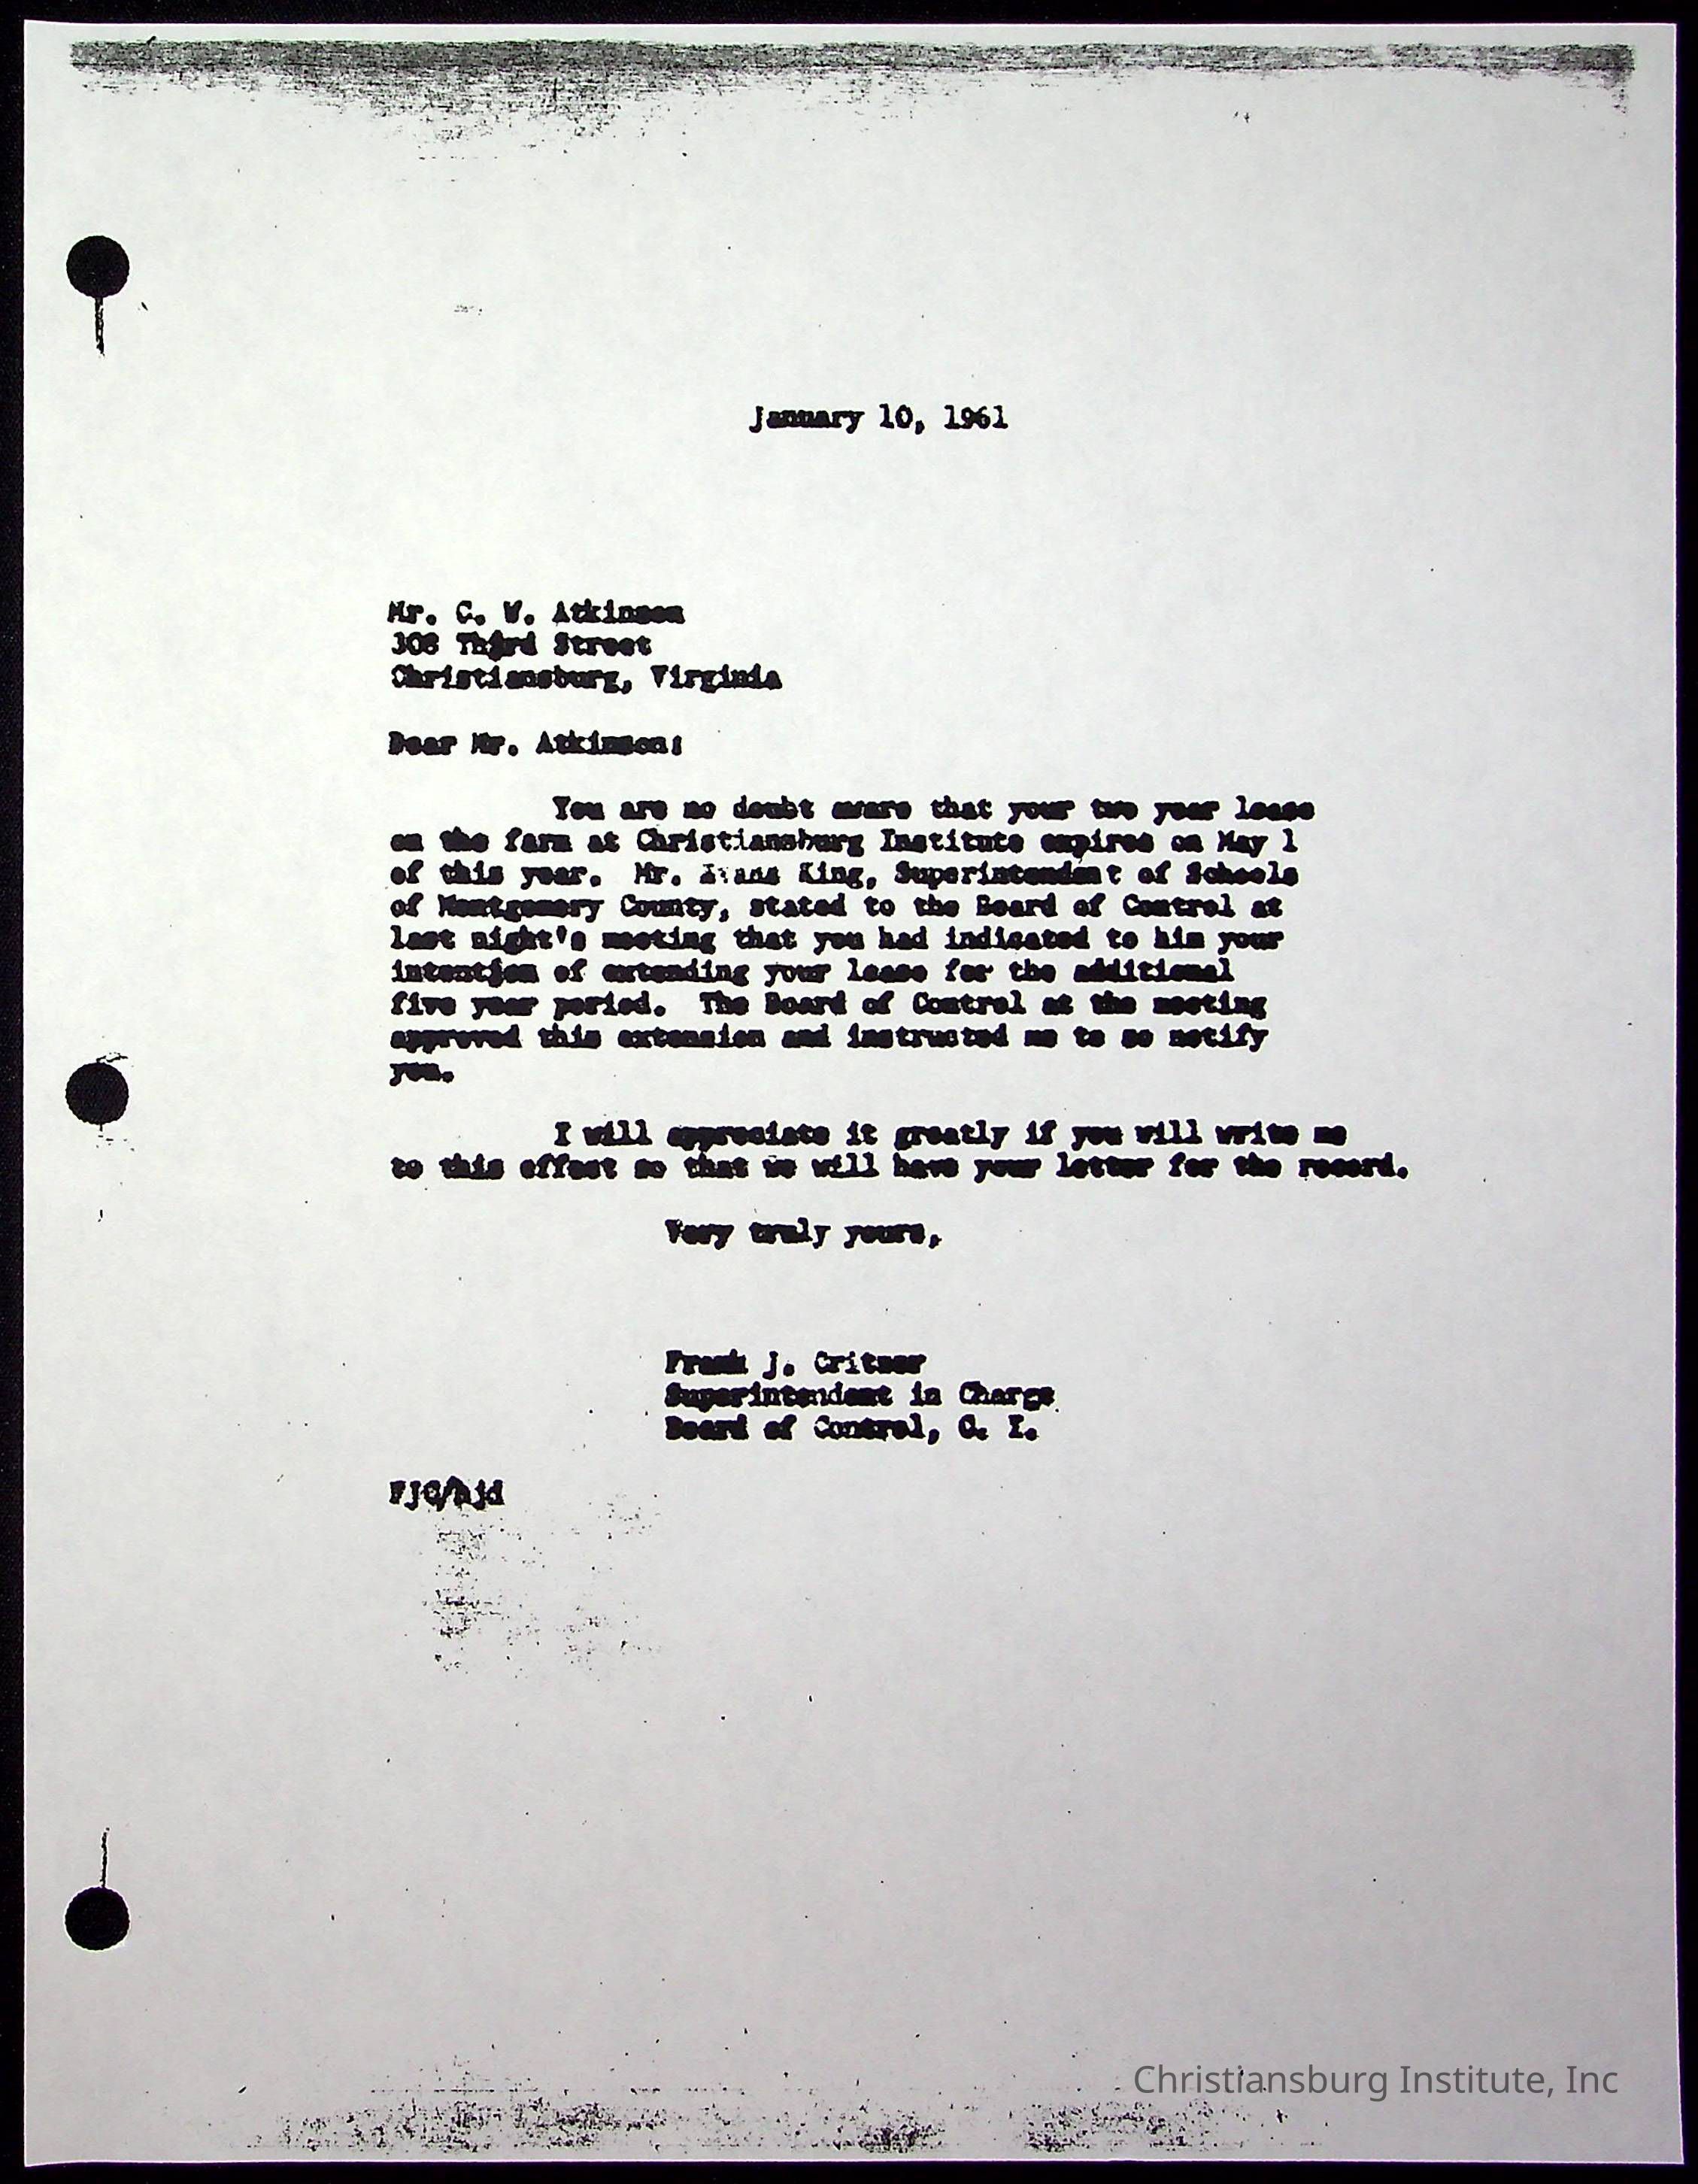 January 10, 1961
Mr. C. W. Atkinson
308 Third Street
Christiansburg, Virginia
Dear Mr. Atkinson:
You are no doubt aware that your two year lease
on the farm at Christiansburg Institute expires on May 1
of this year. Mr. Evans King, Superintendent of Schools
of Montgomery County, stated to the Board of Control at
last night's meeting that you had indicated to him your
intention of extending your lease for the additional
five year period. The Board of Control at the meeting
approved this extension and instructed me to so notify
you.
I will appreciate it greatly if you will write me
to this effect so that we will have your letter for the record.
Very truly yours,
Frank J. Critzer
Superintendent in Charge
Board of Control, C. I.
FJC/hjd
Christiansburg Institute, Inc